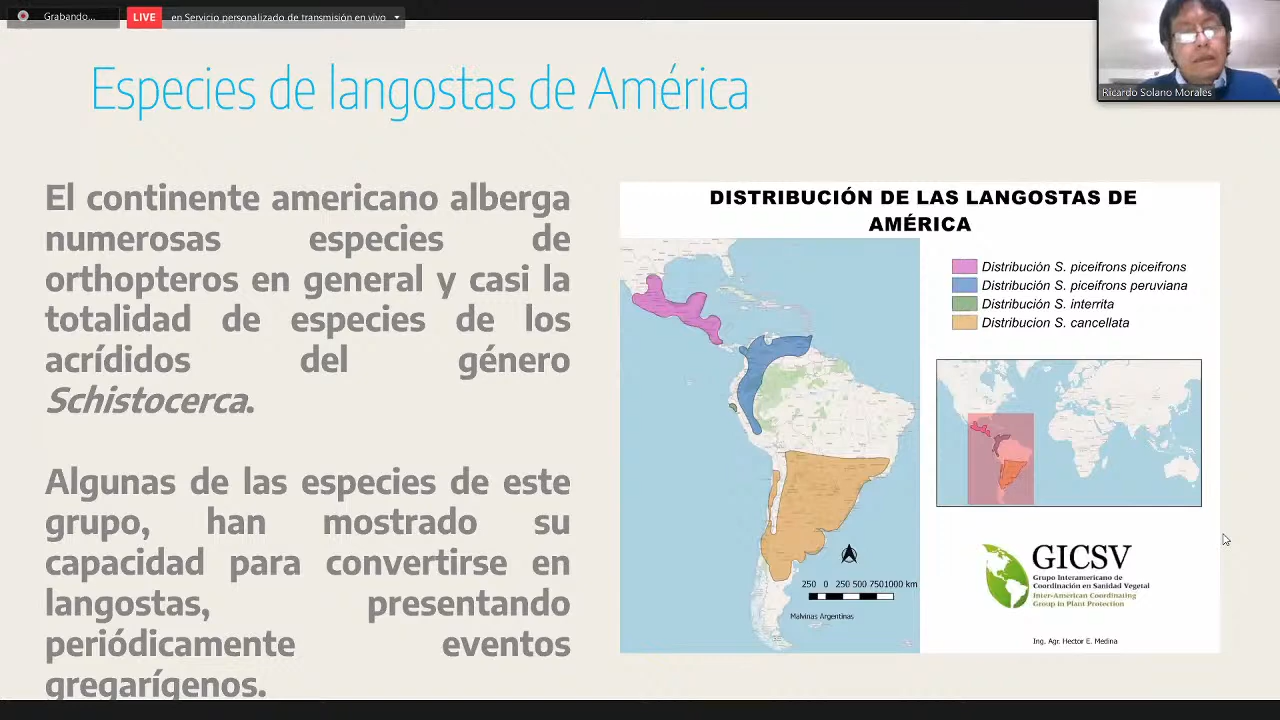 Grabando...
LIVE
en Servicio personalizado de transmisión en vivo
Ricardo Solano Morales
Especies de langostas de América
El continente americano alberga
numerosas especies de
orthopteros en general y casi la
totalidad de especies de los
acrídidos del género
Schistocerca.
Algunas de las especies de este
grupo, han mostrado su
capacidad para convertirse en
langostas, presentando
periódicamente eventos
gregarígenos.
DISTRIBUCIÓN DE LAS LANGOSTAS DE
AMÉRICA
Distribución S. piceifrons piceifrons
Distribución S. piceifrons peruviana
Distribución S. interrita
Distribucion S. cancellata
250 0 250 500 750 1000 km
Malvinas Argentinas
GICSV
Grupo Interamericano de
Coordinación en Sanidad Vegetal
Inter-American Coordinating
Group in Plant Protection
Ing. Agr. Hector E. Medina